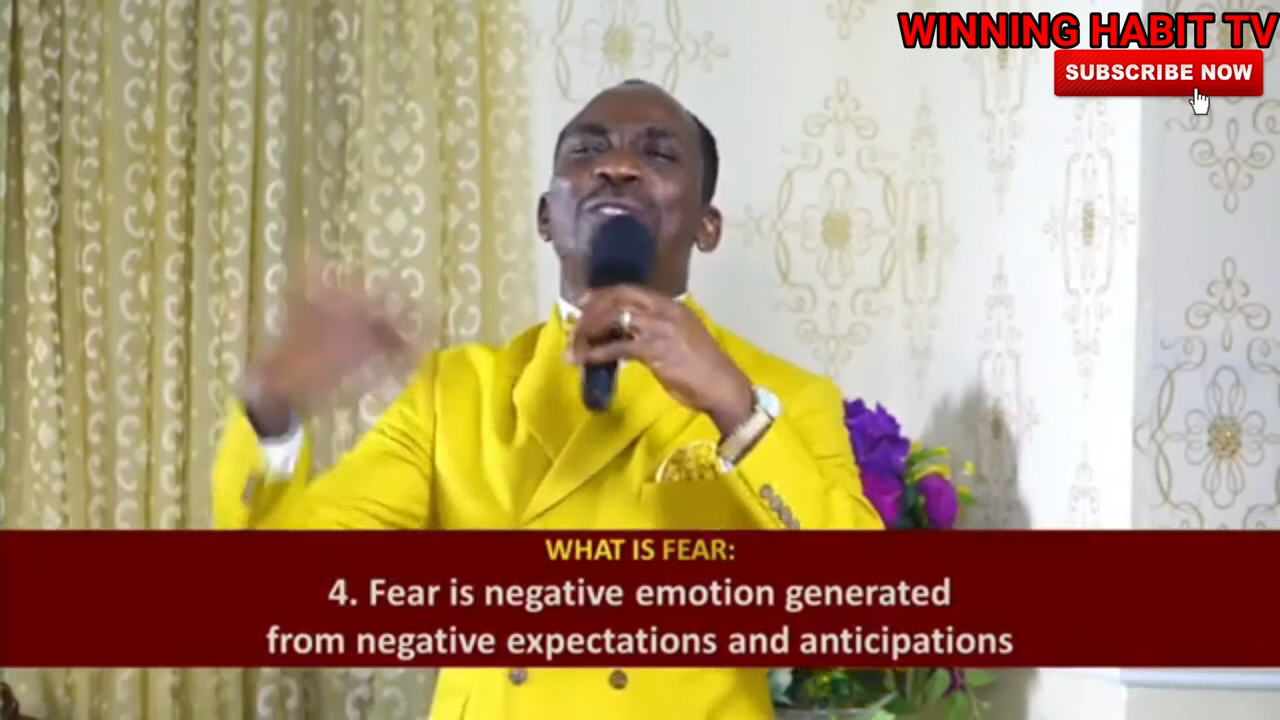 WINNING HABIT TV
SUBSCRIBE NOW
WHAT IS FEAR:
4. Fear is negative emotion generated
from negative expectations and anticipations